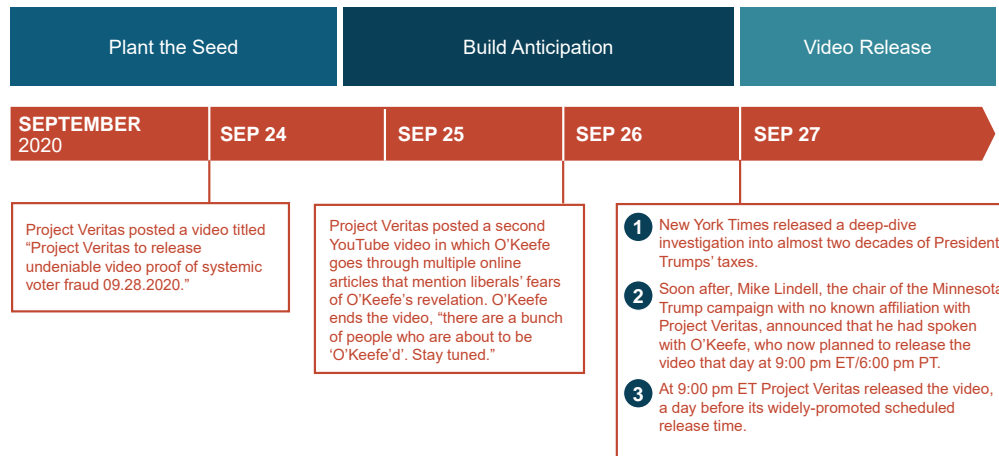 Plant the Seed
Build Anticipation
Video Release
SEPTEMBER
2020
SEP 24
SEP 25
SEP 26
SEP 27
Project Veritas posted a video titled
“Project Veritas to release
undeniable video proof of systemic
voter fraud 09.28.2020.”
Project Veritas posted a second
YouTube video in which O’Keefe
goes through multiple online
articles that mention liberals’ fears
of O’Keefe’s revelation. O’Keefe
ends the video, “there are a bunch
of people who are about to be
‘O’Keefe’d’. Stay tuned.”
1
New York Times released a deep-dive
investigation into almost two decades of President
Trumps’ taxes.
2
Soon after, Mike Lindell, the chair of the Minnesota
Trump campaign with no known affiliation with
Project Veritas, announced that he had spoken
with O’Keefe, who now planned to release the
video that day at 9:00 pm ET/6:00 pm PT.
3
At 9:00 pm ET Project Veritas released the video,
a day before its widely-promoted scheduled
release time.